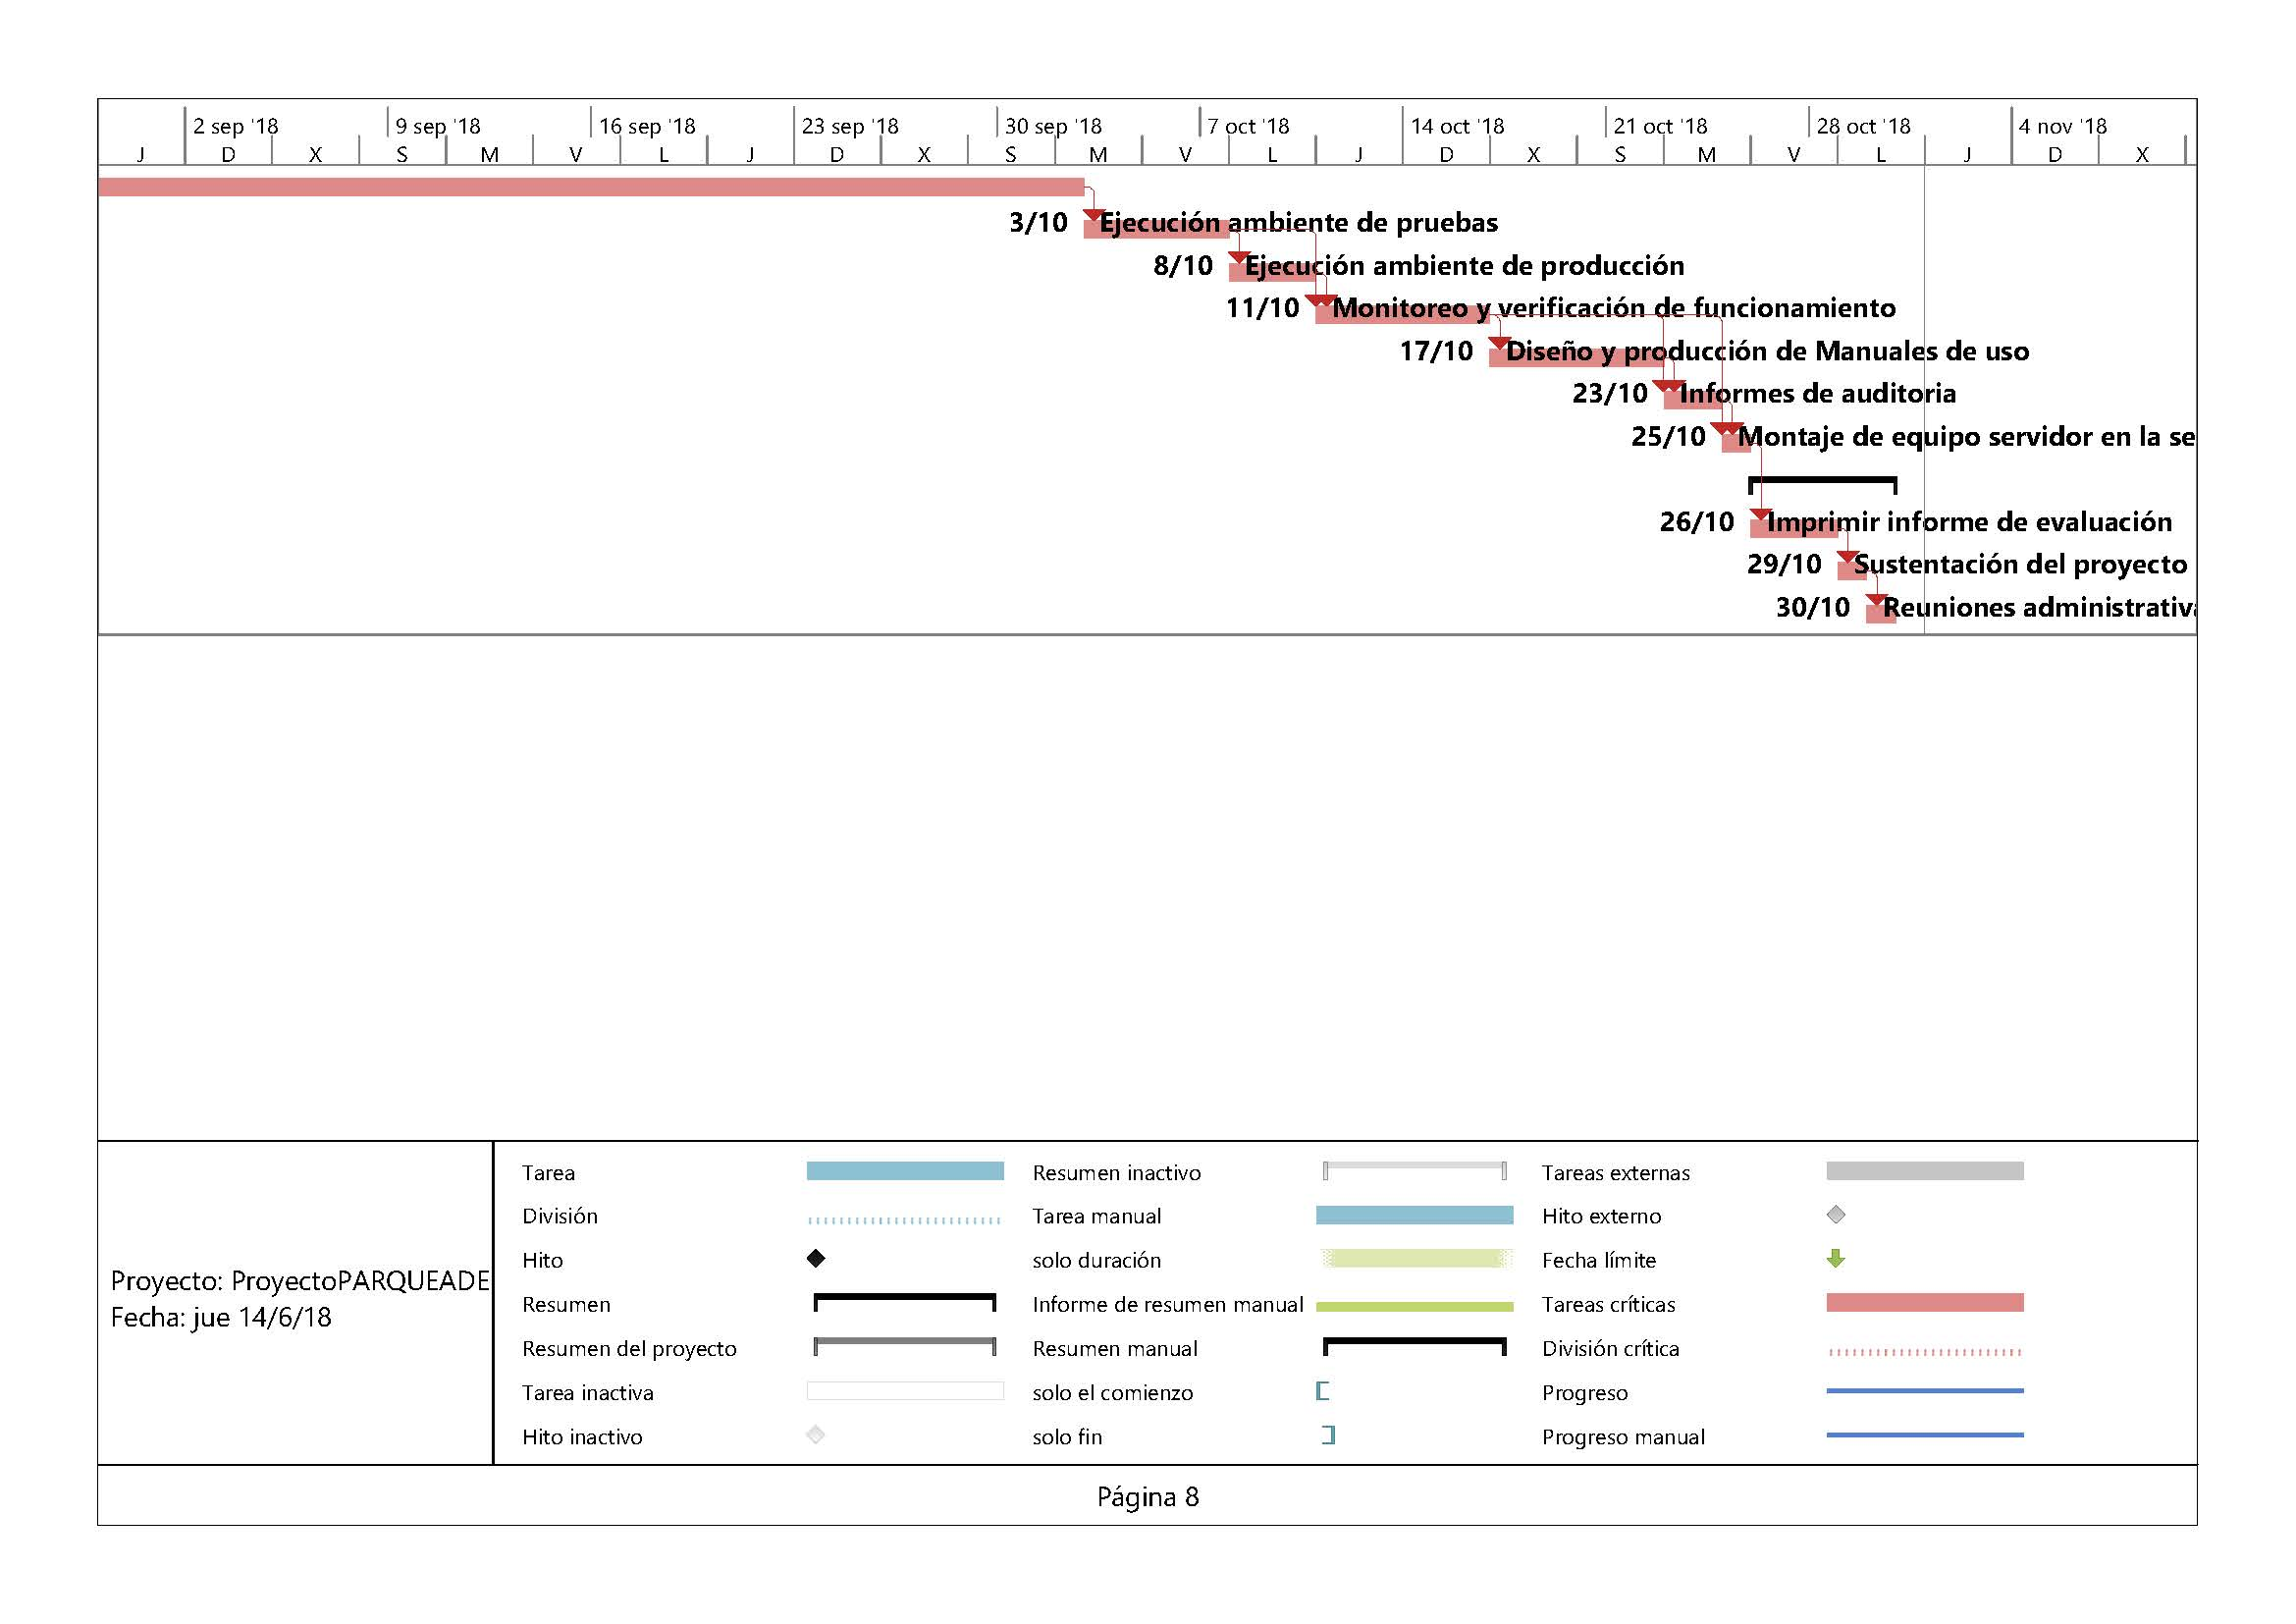 2 sep '18 9 sep '18 16 sep '18 23 sep '18 30 sep '18 7 oct '18 14 oct '18 21 oct '18 28 oct '18 4 nov '18
J D X S M V L J D X S M V L J D X S M V L J D X
3/10 Ejecución ambiente de pruebas
8/10 Ejecución ambiente de producción
11/10 Monitoreo y verificación de funcionamiento
17/10 Diseño y producción de Manuales de uso
23/10 Informes de auditoria
25/10 Montaje de equipo servidor en la se
26/10 Imprimir informe de evaluación
29/10 Sustentación del proyecto
30/10 Reuniones administrativa
Proyecto: ProyectoPARQUEADE
Fecha: jue 14/6/18
Tarea
División
Hito
Resumen
Resumen del proyecto
Tarea inactiva
Hito inactivo
Resumen inactivo
Tarea manual
solo duración
Informe de resumen manual
Resumen manual
solo el comienzo
solo fin
Tareas externas
Hito externo
Fecha límite
Tareas críticas
División crítica
Progreso
Progreso manual
Página 8